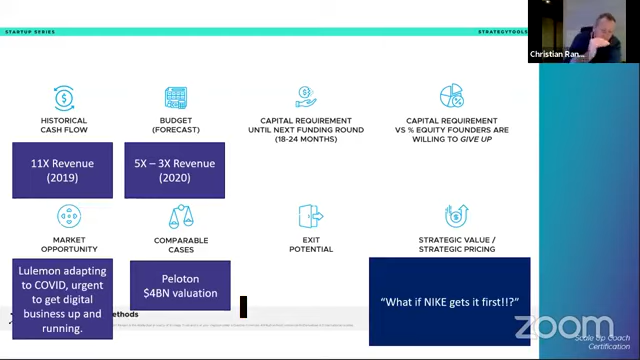 STARTUP SERIES
STRATEGYTOOLS
Christian Ran...
HISTORICAL
CASH FLOW
BUDGET
(FORECAST)
CAPITAL REQUIREMENT
UNTIL NEXT FUNDING ROUND
(18-24 MONTHS)
CAPITAL REQUIREMENT
VS % EQUITY FOUNDERS ARE
WILLING TO GIVE UP
11X Revenue
(2019)
5X – 3X Revenue
(2020)
MARKET
OPPORTUNITY
COMPARABLE
CASES
EXIT
POTENTIAL
STRATEGIC VALUE /
STRATEGIC PRICING
Lulemon adapting
to COVID, urgent
to get digital
business up and
running.
Peloton
$4BN valuation
"What if NIKE gets it first!!?"
methods
zoom
Scale Up Coach
Certification